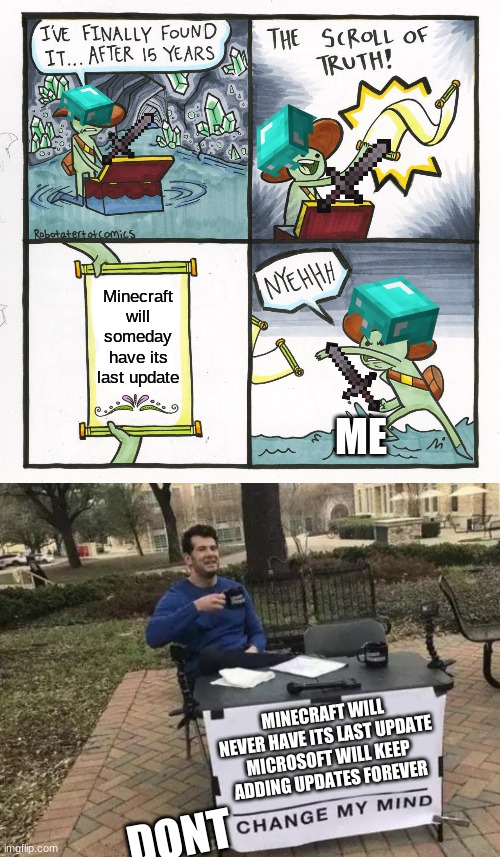 I'VE FINALLY FOUND
IT... AFTER 15 YEARS
THE SCROLL OF
TRUTH!
Robotatertotcomics
Minecraft
will
someday
have its
last update
NYEHHH
ME
MINECRAFT WILL
NEVER HAVE ITS LAST UPDATE
MICROSOFT WILL KEEP
ADDING UPDATES FOREVER
DONT CHANGE MY MIND
imgflip.com